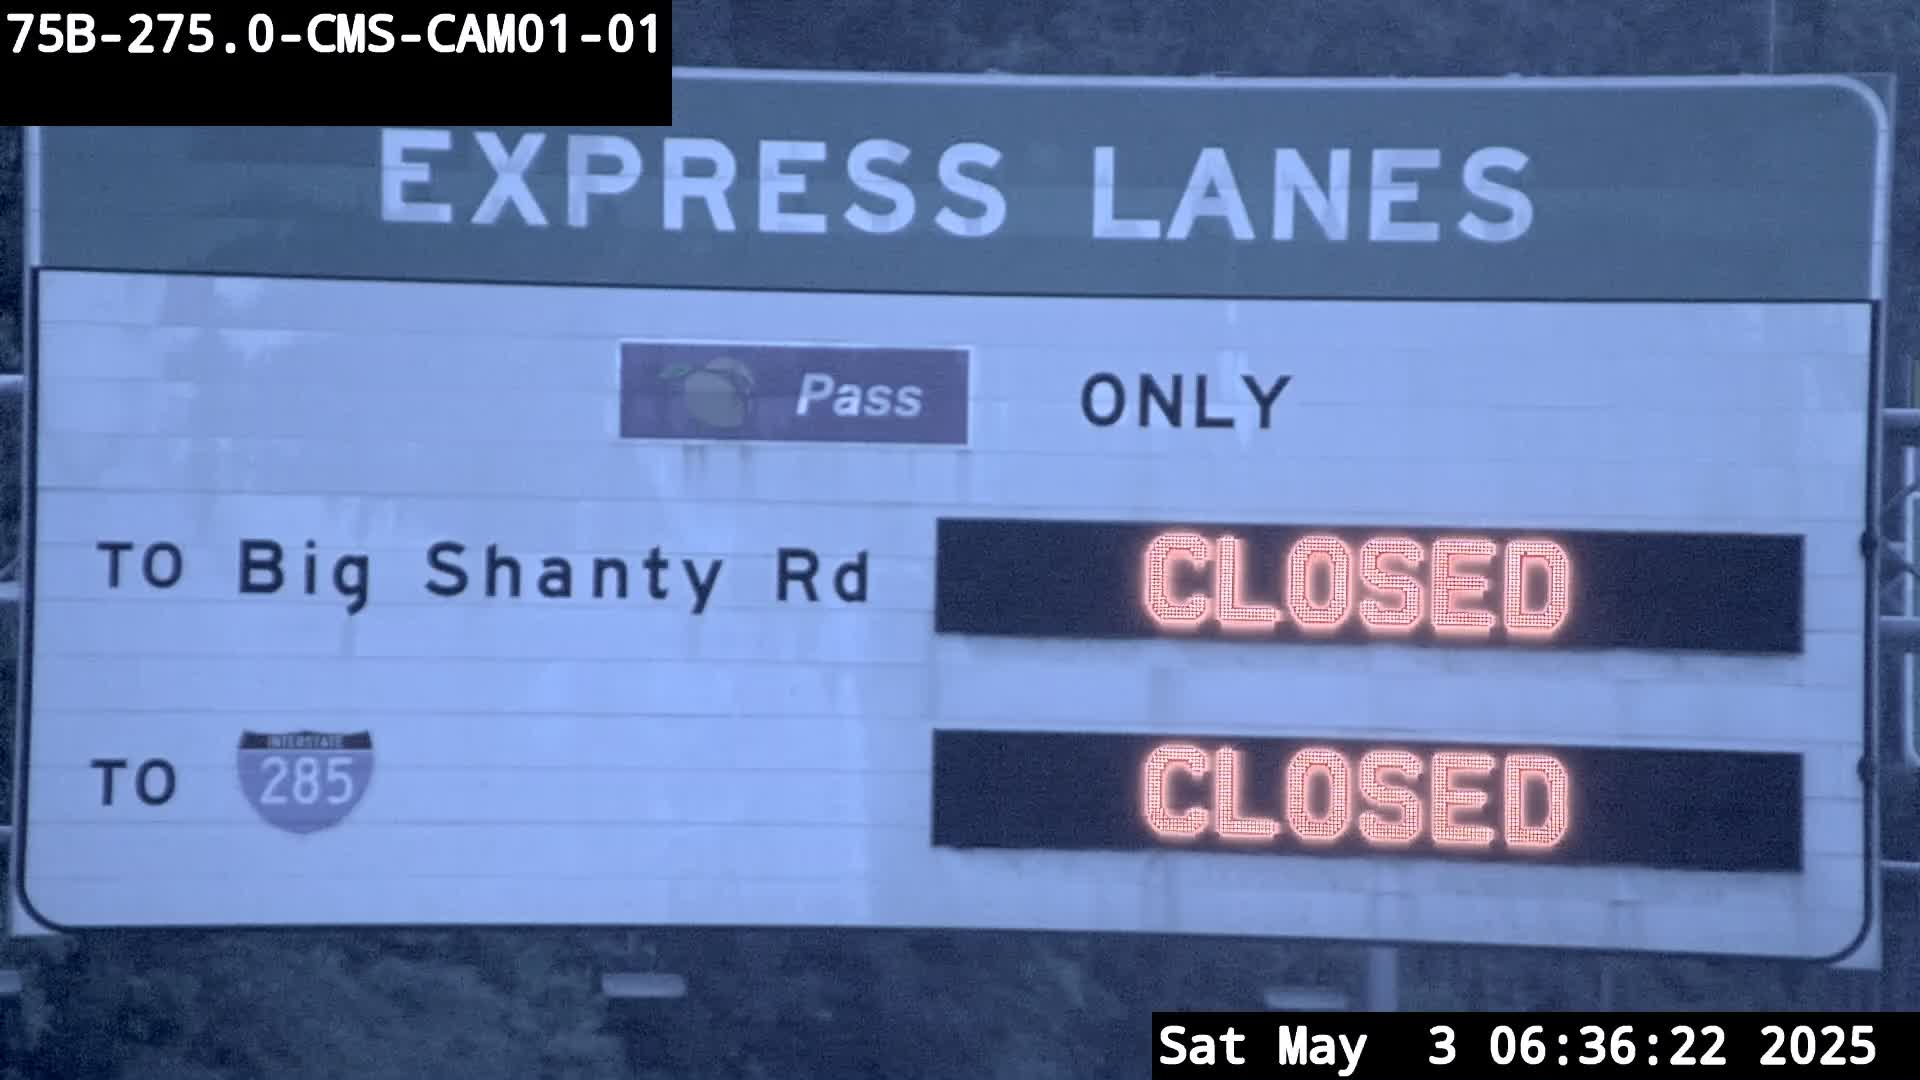 75B-275.0-CMS-CAM01-01
EXPRESS LANES
Pass ONLY
TO Big Shanty Rd CLOSED
TO INTERSTATE 285 CLOSED
Sat May 3 06:36:22 2025